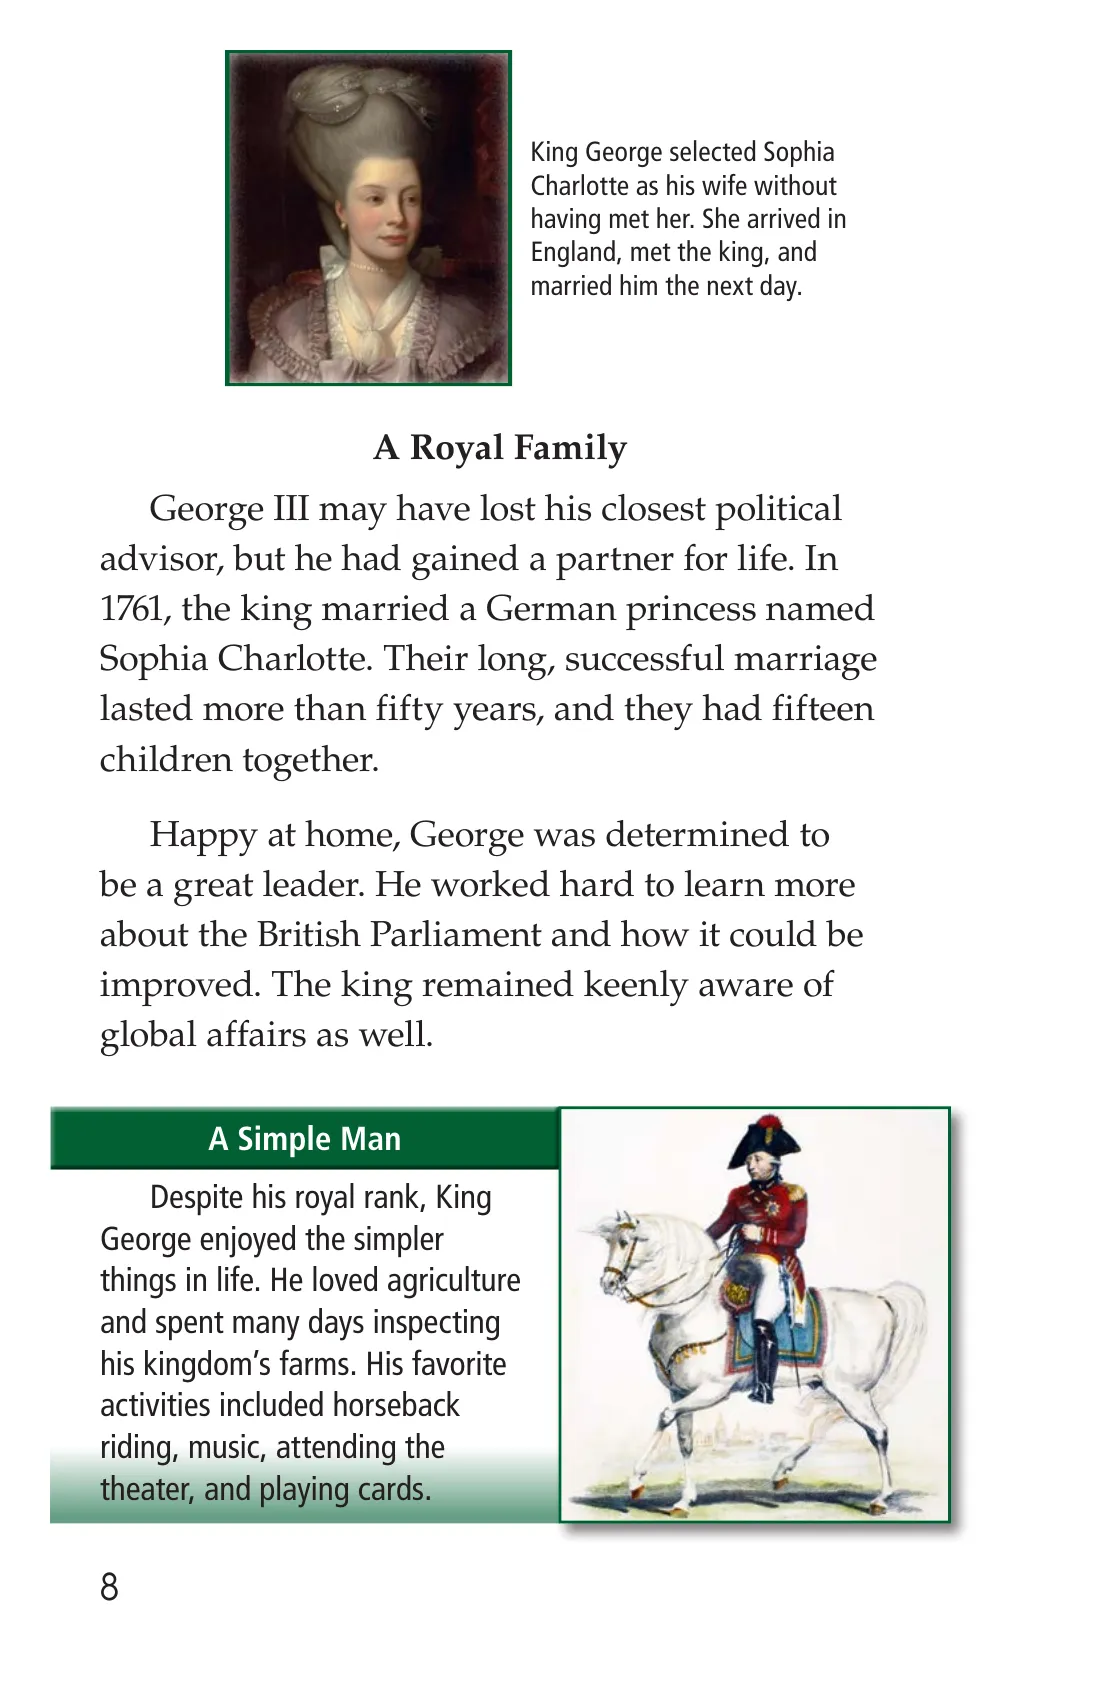 King George selected Sophia
Charlotte as his wife without
having met her. She arrived in
England, met the king, and
married him the next day.
A Royal Family
George III may have lost his closest political
advisor, but he had gained a partner for life. In
1761, the king married a German princess named
Sophia Charlotte. Their long, successful marriage
lasted more than fifty years, and they had fifteen
children together.
Happy at home, George was determined to
be a great leader. He worked hard to learn more
about the British Parliament and how it could be
improved. The king remained keenly aware of
global affairs as well.
A Simple Man
Despite his royal rank, King
George enjoyed the simpler
things in life. He loved agriculture
and spent many days inspecting
his kingdom’s farms. His favorite
activities included horseback
riding, music, attending the
theater, and playing cards.
8